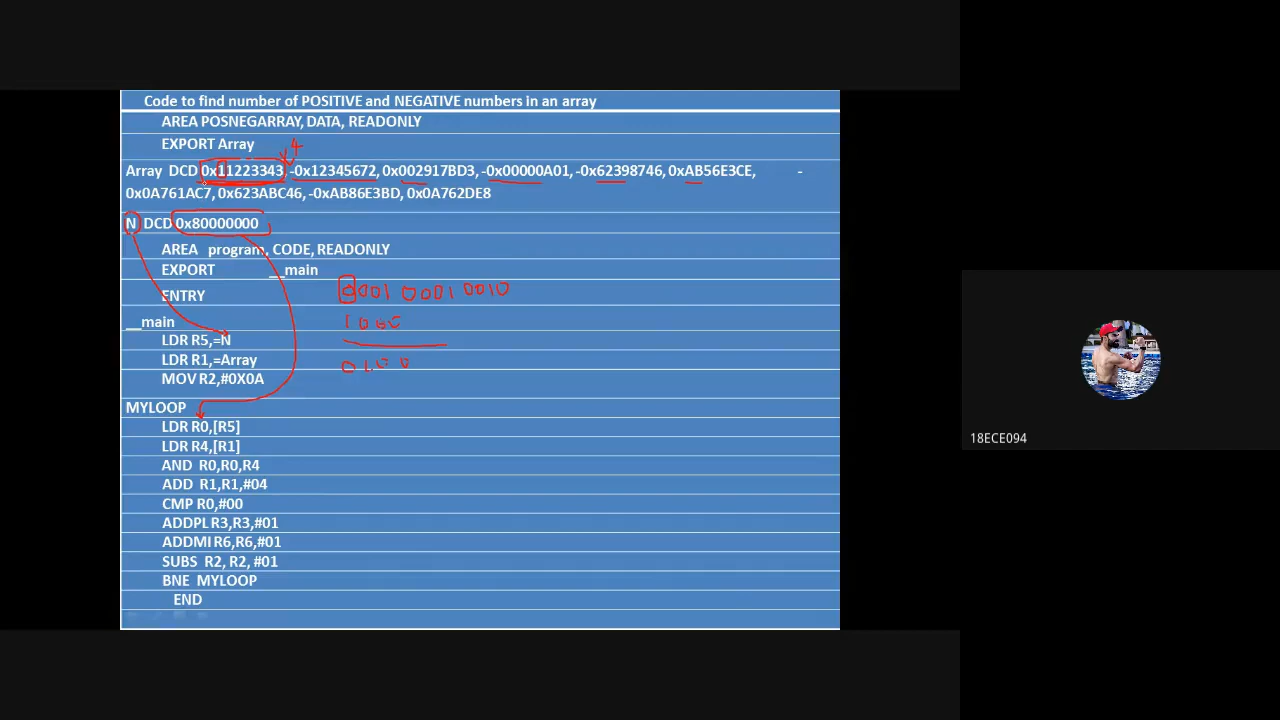 Code to find number of POSITIVE and NEGATIVE numbers in an array
AREA POSNEGARRAY, DATA, READONLY
EXPORT Array
4
Array DCD 0x11223343, -0x12345672, 0x002917BD3, -0x00000A01, -0x62398746, 0xAB56E3CE, -
0x0A761AC7, 0x623ABC46, -0xAB86E3BD, 0x0A762DE8
N DCD 0x80000000
AREA program, CODE, READONLY
EXPORT __main
0001 0001 0010
ENTRY
__main
1000
LDR R5,=N
LDR R1,=Array
MOV R2,#0X0A
MYLOOP
LDR R0,[R5]
LDR R4,[R1]
AND R0,R0,R4
ADD R1,R1,#04
CMP R0,#00
ADDPL R3,R3,#01
ADDMI R6,R6,#01
SUBS R2, R2, #01
BNE MYLOOP
END
18ECE094